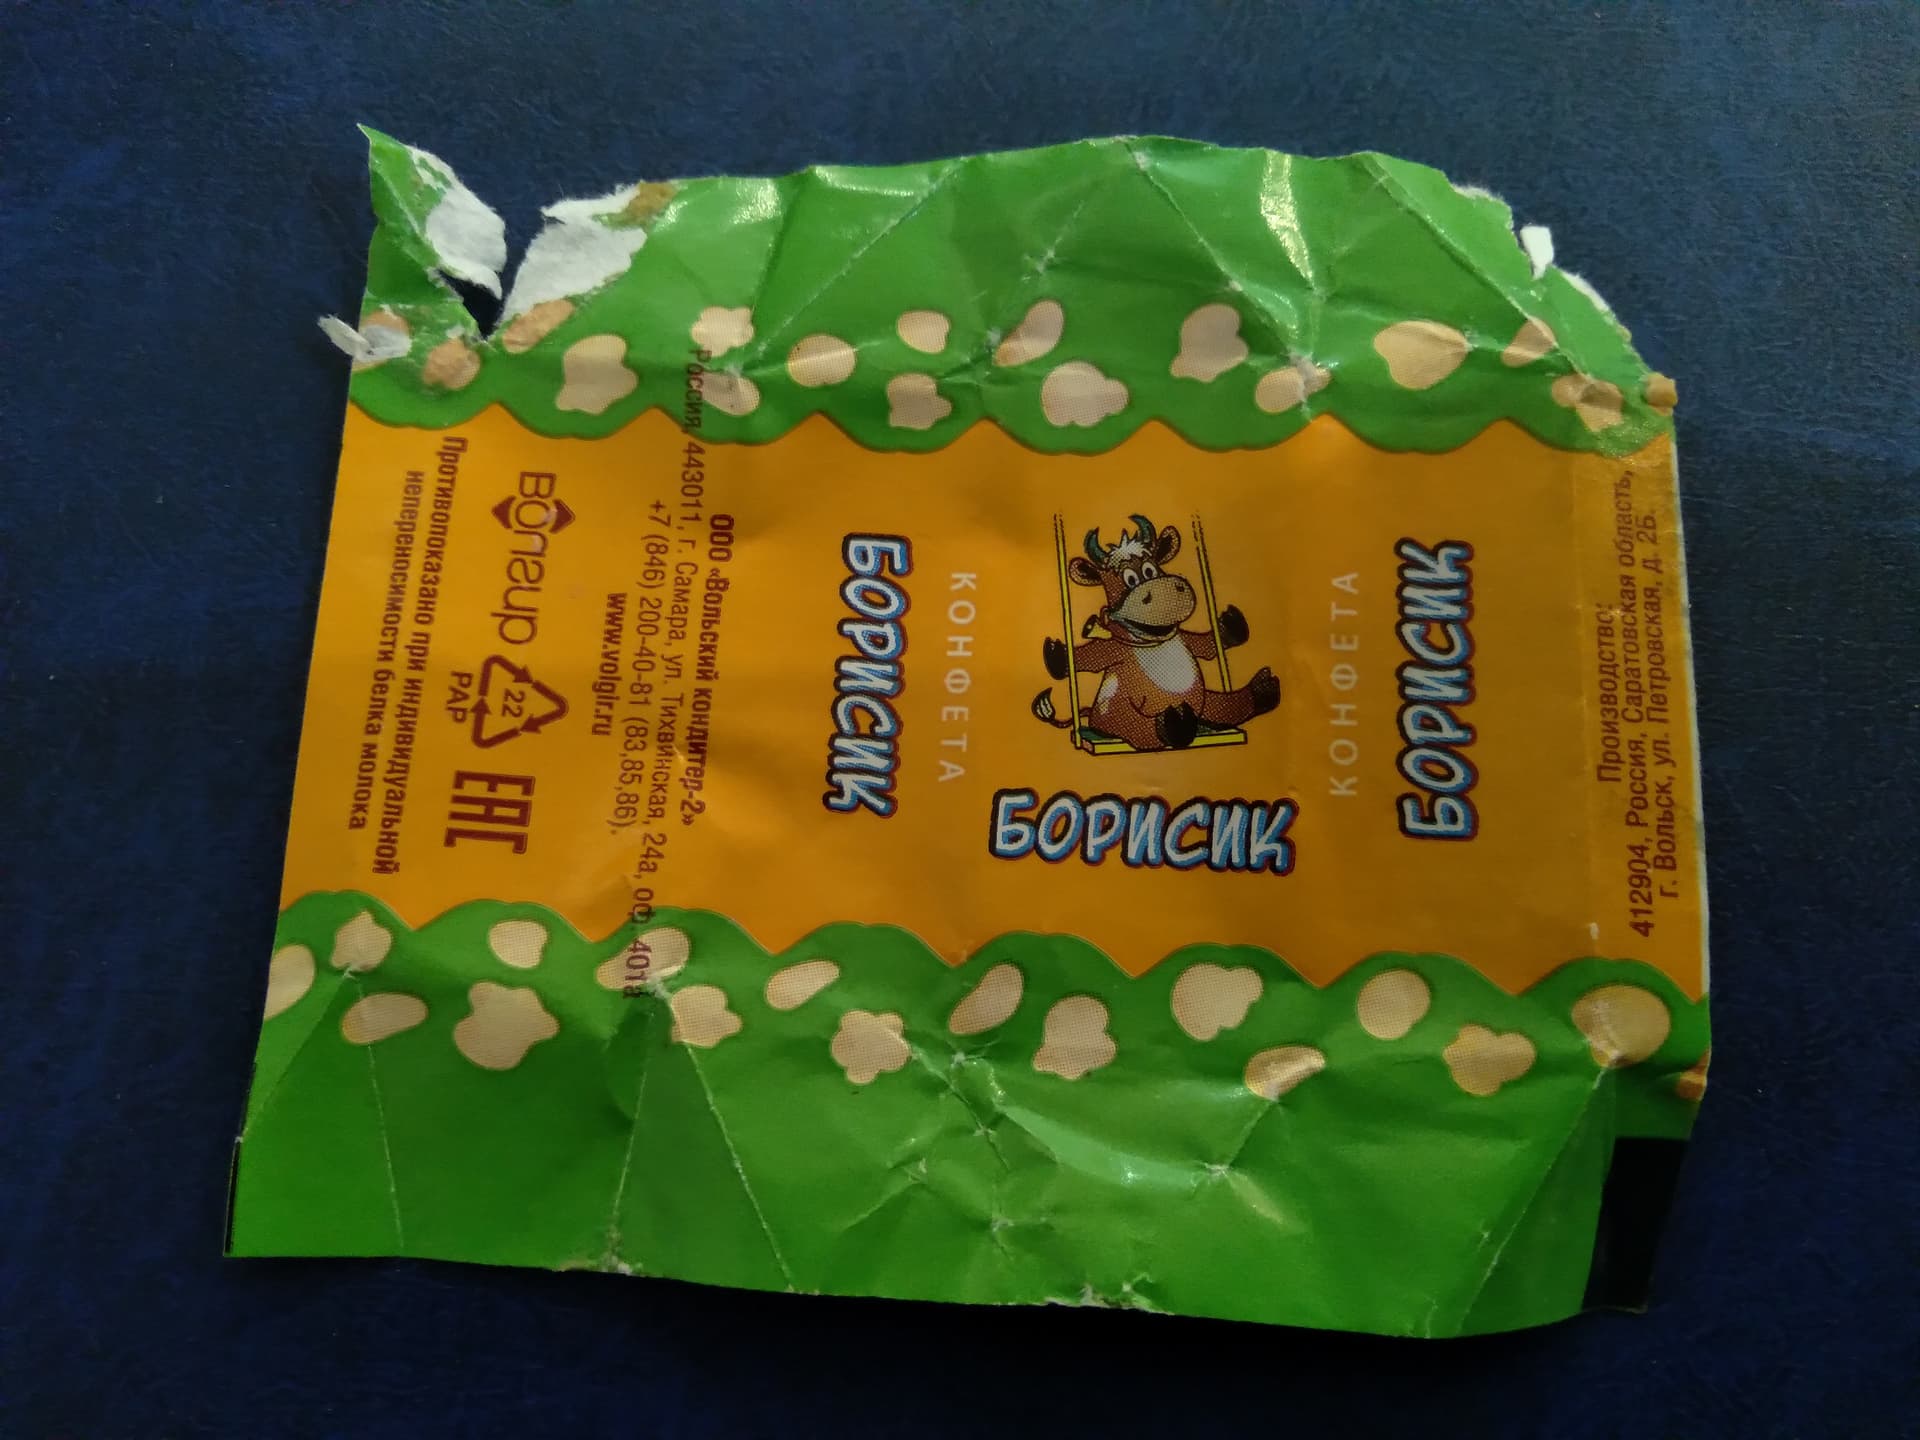 Противопоказано при индивидуальной
непереносимости белка молока
Волгир
22
PAP
ЕАС
ООО «Вольский кондитер-2»
Россия, 443011, г. Самара, ул. Тихвинская, 24а, оф. 401а
+7 (846) 200-40-81 (83,85,86).
www.volgir.ru
БОРИСИК
КОНФЕТА
БОРИСИК
КОНФЕТА
БОРИСИК
Производство:
412904, Россия, Саратовская область,
г. Вольск, ул. Петровская, д. 2Б.